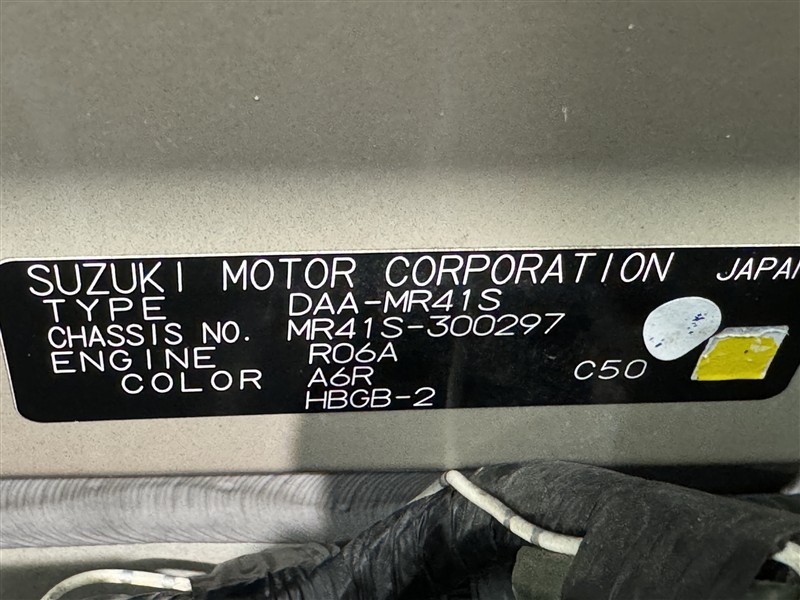 SUZUKI MOTOR CORPORATION JAPAN
TYPE DAA-MR41S
CHASSIS NO. MR41S-300297
ENGINE R06A
COLOR A6R C50
HBGB-2